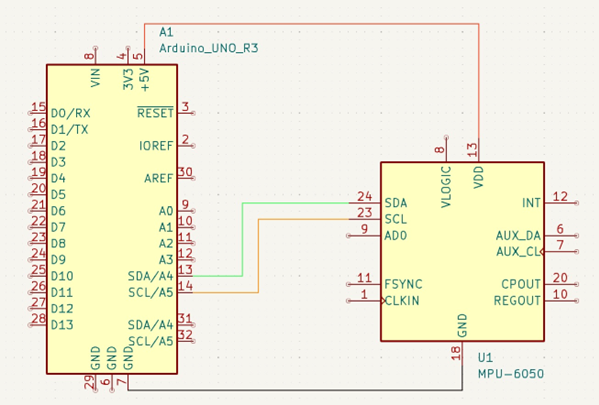 A1
Arduino_UNO_R3
8
VIN
4
3V3
5
+5V
15
D0/RX
16
D1/TX
17
D2
18
D3
19
D4
20
D5
21
D6
22
D7
23
D8
24
D9
25
D10
26
D11
27
D12
28
D13
RESET
3
IOREF
2
AREF
30
A0
9
A1
10
A2
11
A3
12
SDA/A4
13
SCL/A5
14
SDA/A4
31
SCL/A5
32
GND
29
GND
6
GND
7
8
VLOGIC
13
VDD
24
SDA
23
SCL
9
AD0
11
FSYNC
1
CLKIN
INT
12
AUX_DA
6
AUX_CL
7
CPOUT
20
REGOUT
10
GND
18
U1
MPU-6050